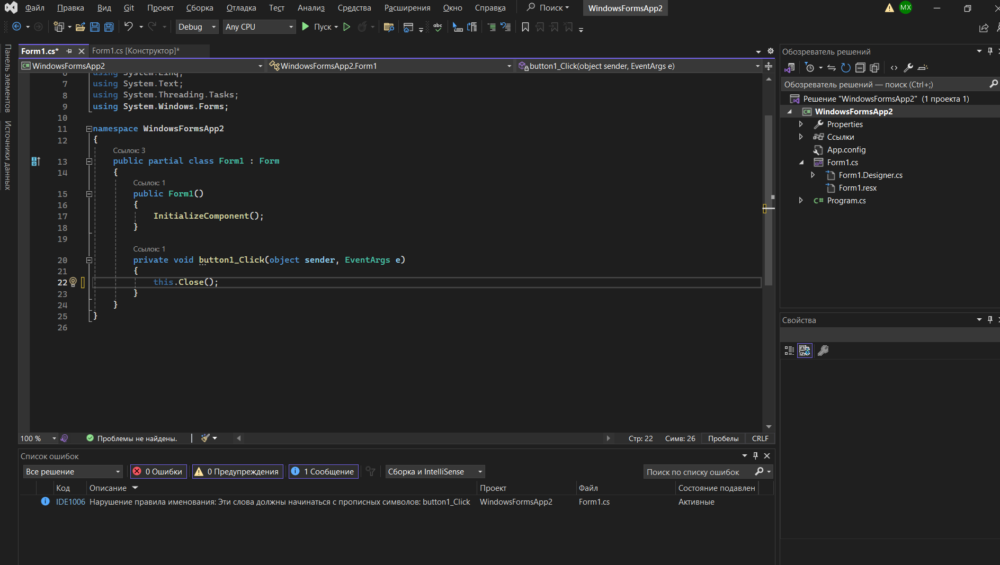 Файл Правка Вид Git Проект Сборка Отладка Тест Анализ Средства Расширения Окно Справка Поиск WindowsFormsApp2 MX
Debug Any CPU Пуск abc
Панель элементов
Источники данных
Form1.cs* Form1.cs [Конструктор]*
C# WindowsFormsApp2 WindowsFormsApp2.Form1 button1_Click(object sender, EventArgs e)
6 using System.Linq;
7 using System.Text;
8 using System.Threading.Tasks;
9 using System.Windows.Forms;
10
11 namespace WindowsFormsApp2
12 {
Ссылок: 3
13 public partial class Form1 : Form
14 {
Ссылок: 1
15 public Form1()
16 {
17 InitializeComponent();
18 }
19
Ссылок: 1
20 private void button1_Click(object sender, EventArgs e)
21 {
22 this.Close();
23 }
24 }
25 }
26
100 % Проблемы не найдены. Стр: 22 Симв: 26 Пробелы CRLF
Список ошибок
Все решение 0 Ошибки 0 Предупреждения 1 Сообщение Сборка и IntelliSense Поиск по списку ошибок
Код Описание Проект Файл Состояние подавлен
IDE1006 Нарушение правила именования: Эти слова должны начинаться с прописных символов: button1_Click WindowsFormsApp2 Form1.cs Активные
Обозреватель решений
Обозреватель решений — поиск (Ctrl+;)
Решение "WindowsFormsApp2" (1 проекта 1)
C# WindowsFormsApp2
Properties
Ссылки
App.config
Form1.cs
Form1.Designer.cs
Form1.resx
C# Program.cs
Свойства